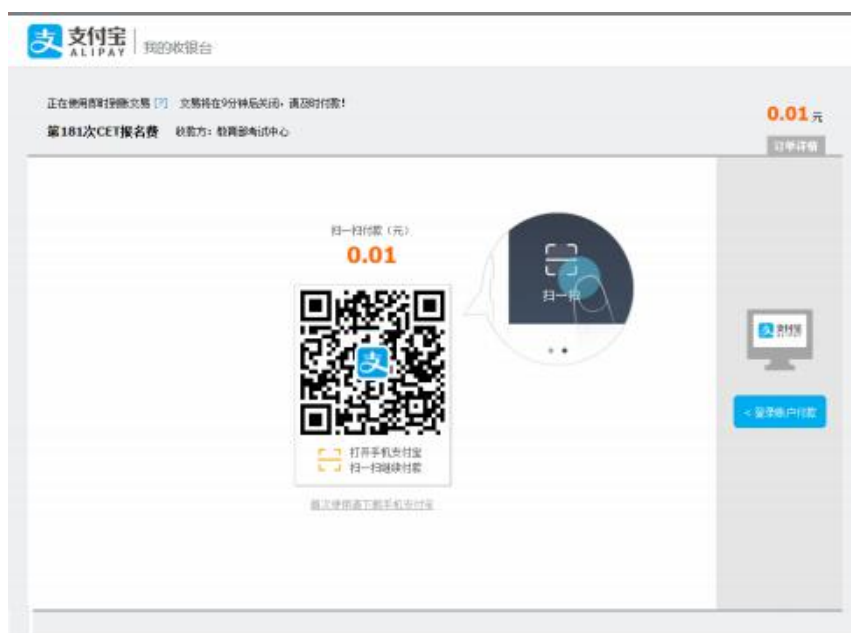 支付宝
ALIPAY
我的收银台
正在使用即时到账交易 [?] 交易将在9分钟后关闭，请及时付款！
0.01 元
第181次CET报名费 收款方：教育部考试中心
订单详情
扫一扫付款（元）
0.01
扫一扫
支付宝
< 登录账户付款
打开手机支付宝
扫一扫继续付款
首次使用请下载手机支付宝